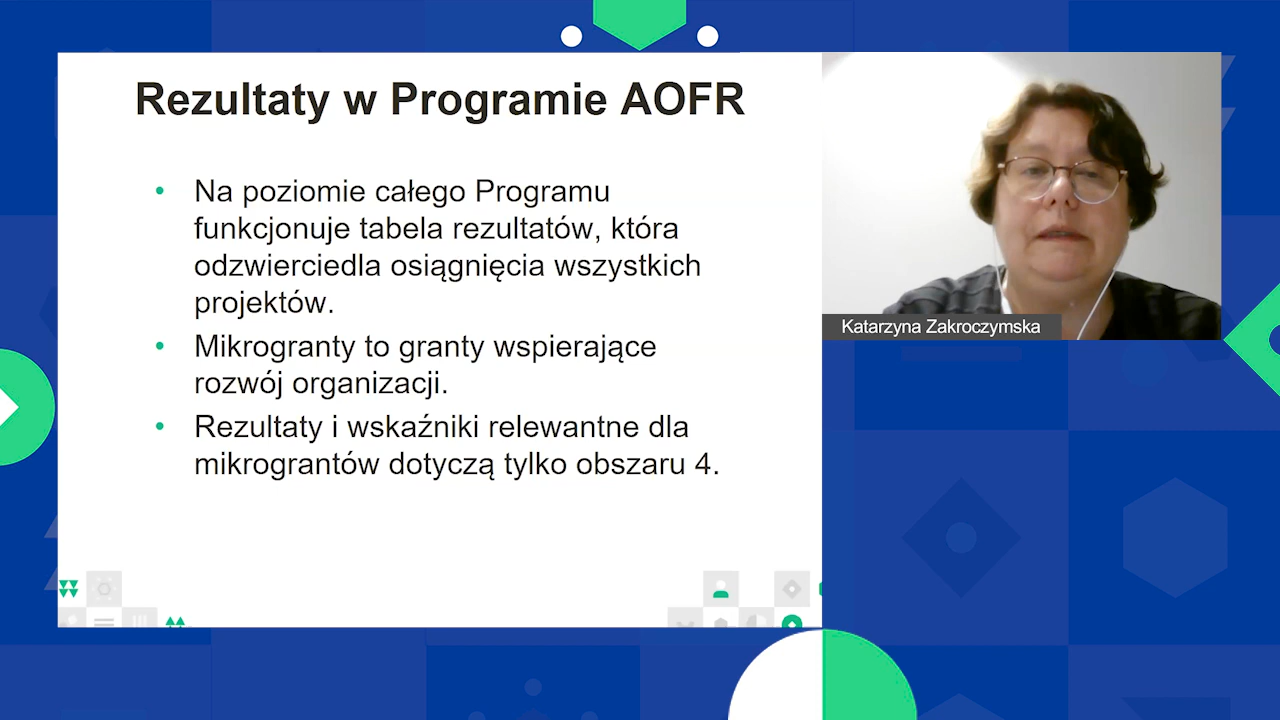 Rezultaty w Programie AOFR
• Na poziomie całego Programu
funkcjonuje tabela rezultatów, która
odzwierciedla osiągnięcia wszystkich
projektów.
• Mikrogranty to granty wspierające
rozwój organizacji.
• Rezultaty i wskaźniki relewantne dla
mikrograntów dotyczą tylko obszaru 4.
Katarzyna Zakroczymska